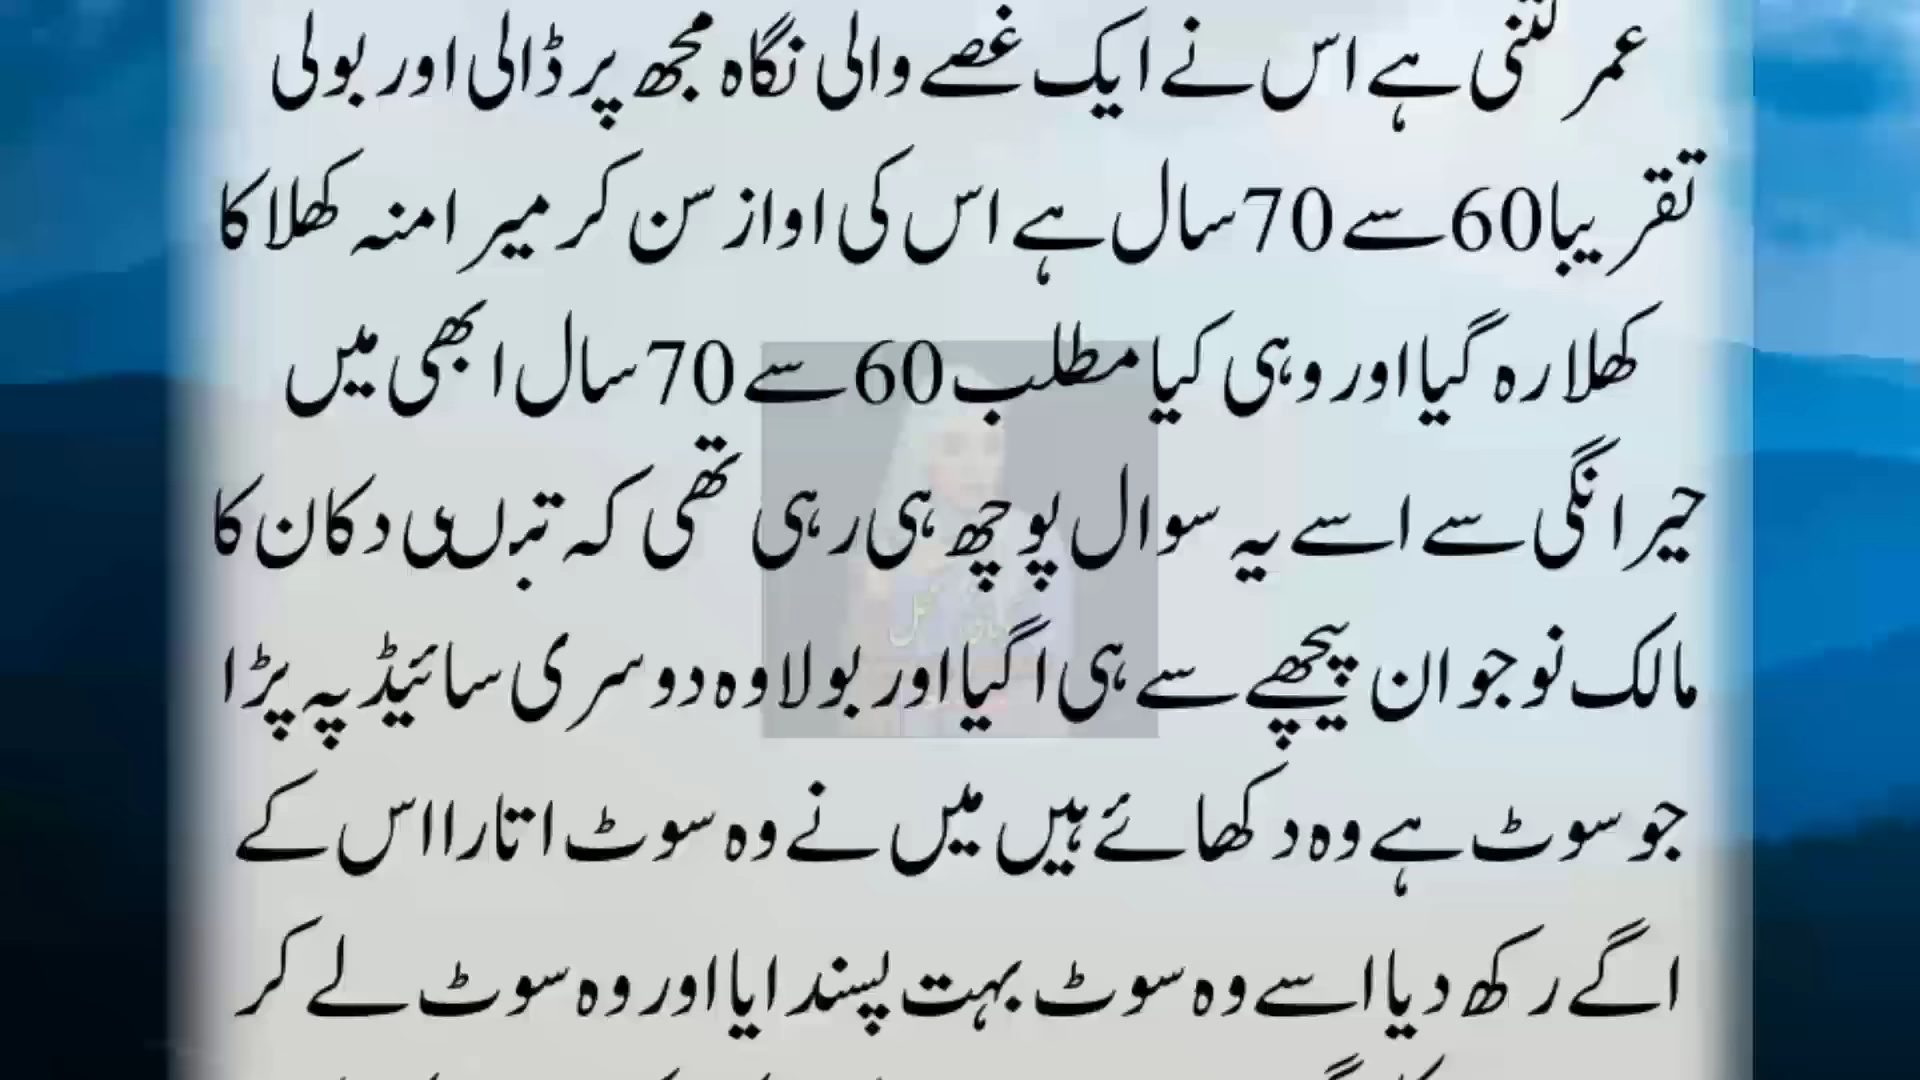 عمر کتنی ہے اس نے ایک غصے والی نگاہ مجھ پر ڈالی اور بولی
تقریبا 60 سے 70 سال ہے اس کی اواز سن کر میرا منہ کھلا کا
کھلا رہ گیا اور وہی کیا مطلب 60 سے 70 سال ابھی میں
حیرانگی سے اسے یہ سوال پوچھ ہی رہی تھی کہ دکان کا
مالک نوجوان پیچھے سے ہی اگیا اور بولا وہ دوسری سائیڈ پہ پڑا
جو سوٹ ہے وہ دکھائے ہیں میں نے وہ سوٹ اتارا اس کے
اگے رکھ دیا اسے وہ سوٹ بہت پسند ایا اور وہ سوٹ لے کر